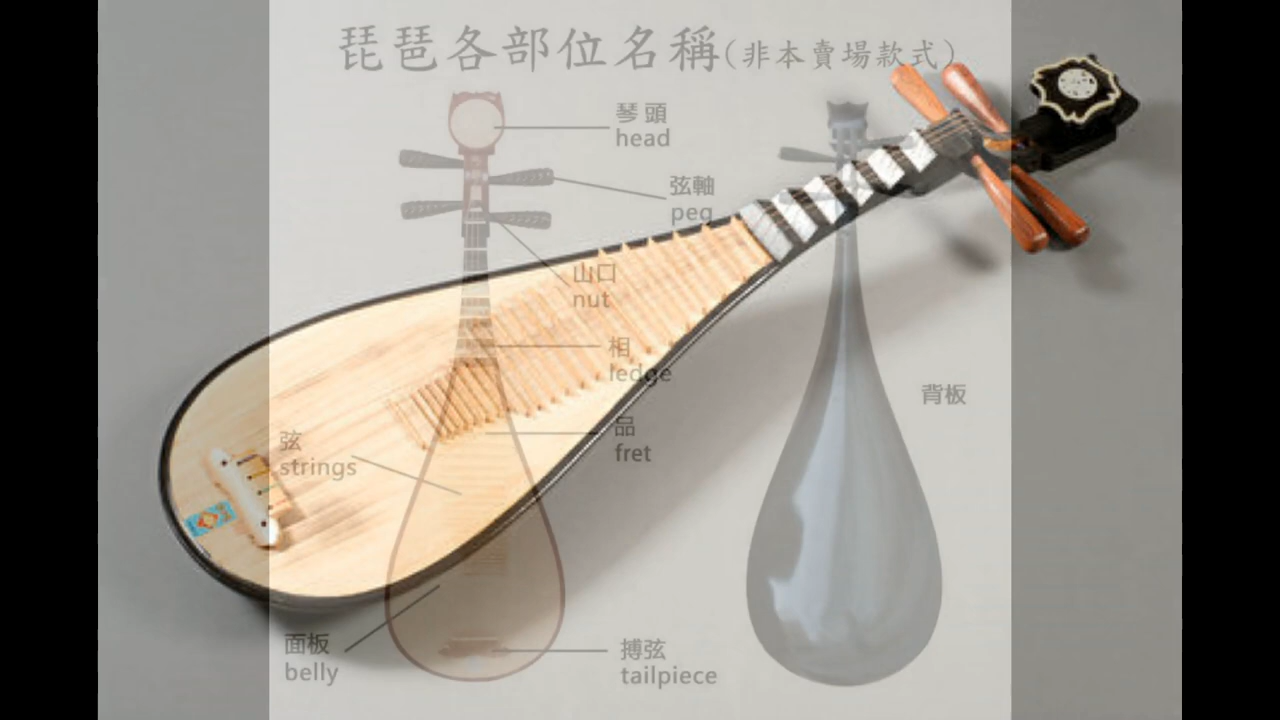 琵琶各部位名稱(非本賣場款式)
琴頭
head
弦軸
peg
山口
nut
相
ledge
背板
品
fret
弦
strings
面板
belly
搏弦
tailpiece